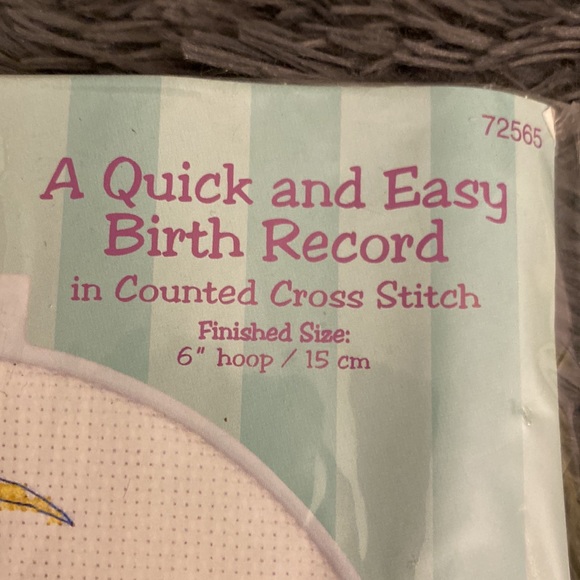 72565
A Quick and Easy
Birth Record
in Counted Cross Stitch
Finished Size:
6" hoop / 15 cm